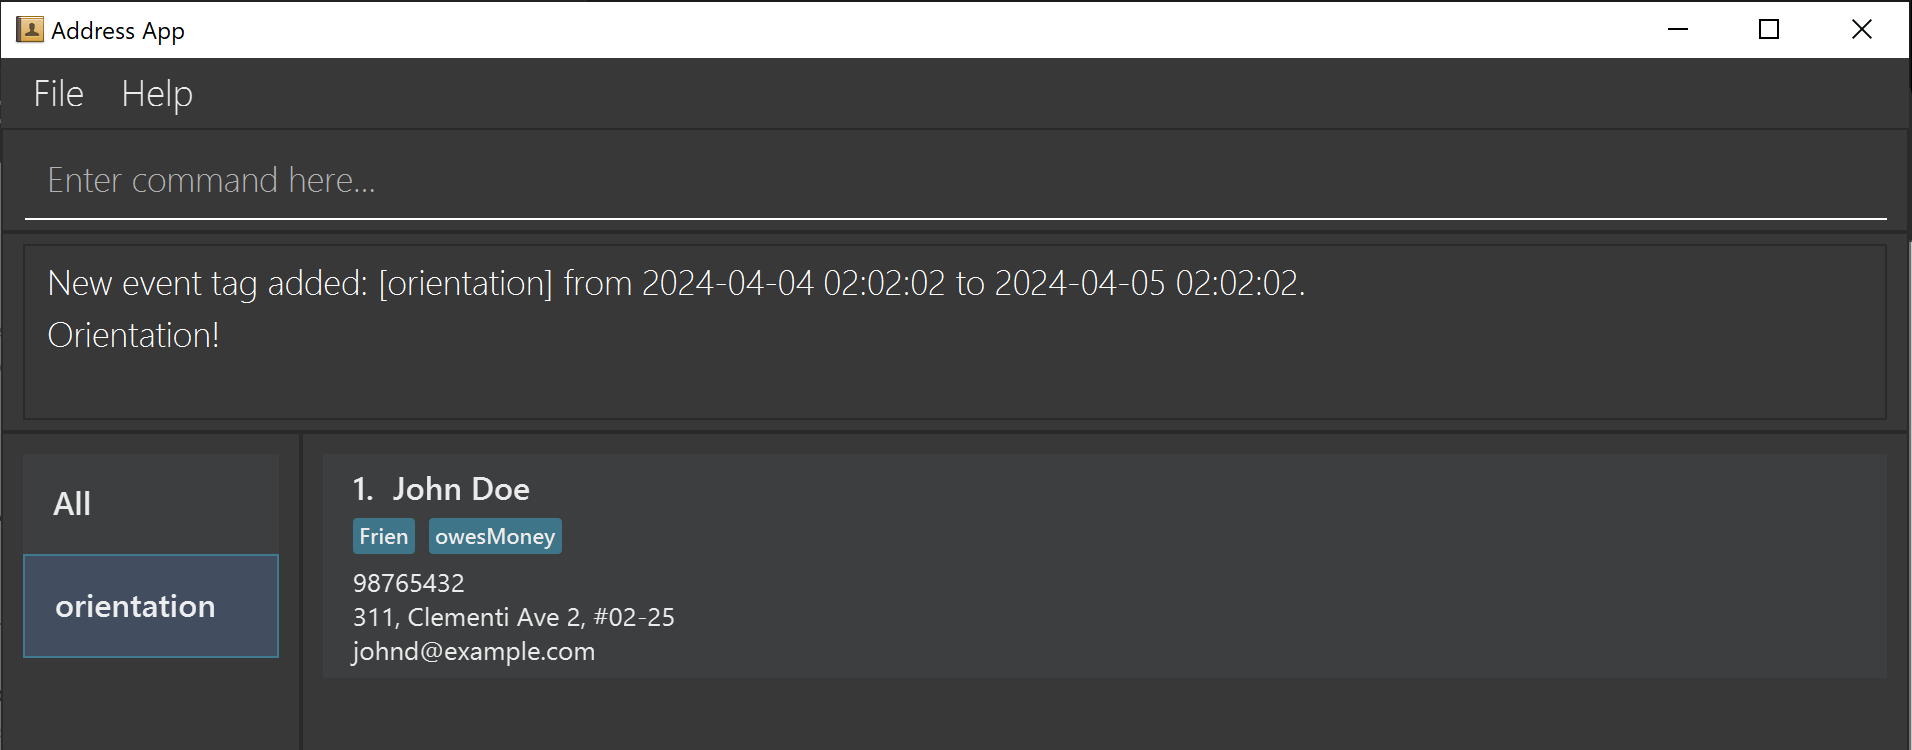 Address App
File Help
Enter command here...
New event tag added: [orientation] from 2024-04-04 02:02:02 to 2024-04-05 02:02:02.
Orientation!
All
orientation
1. John Doe
Frien owesMoney
98765432
311, Clementi Ave 2, #02-25
johnd@example.com